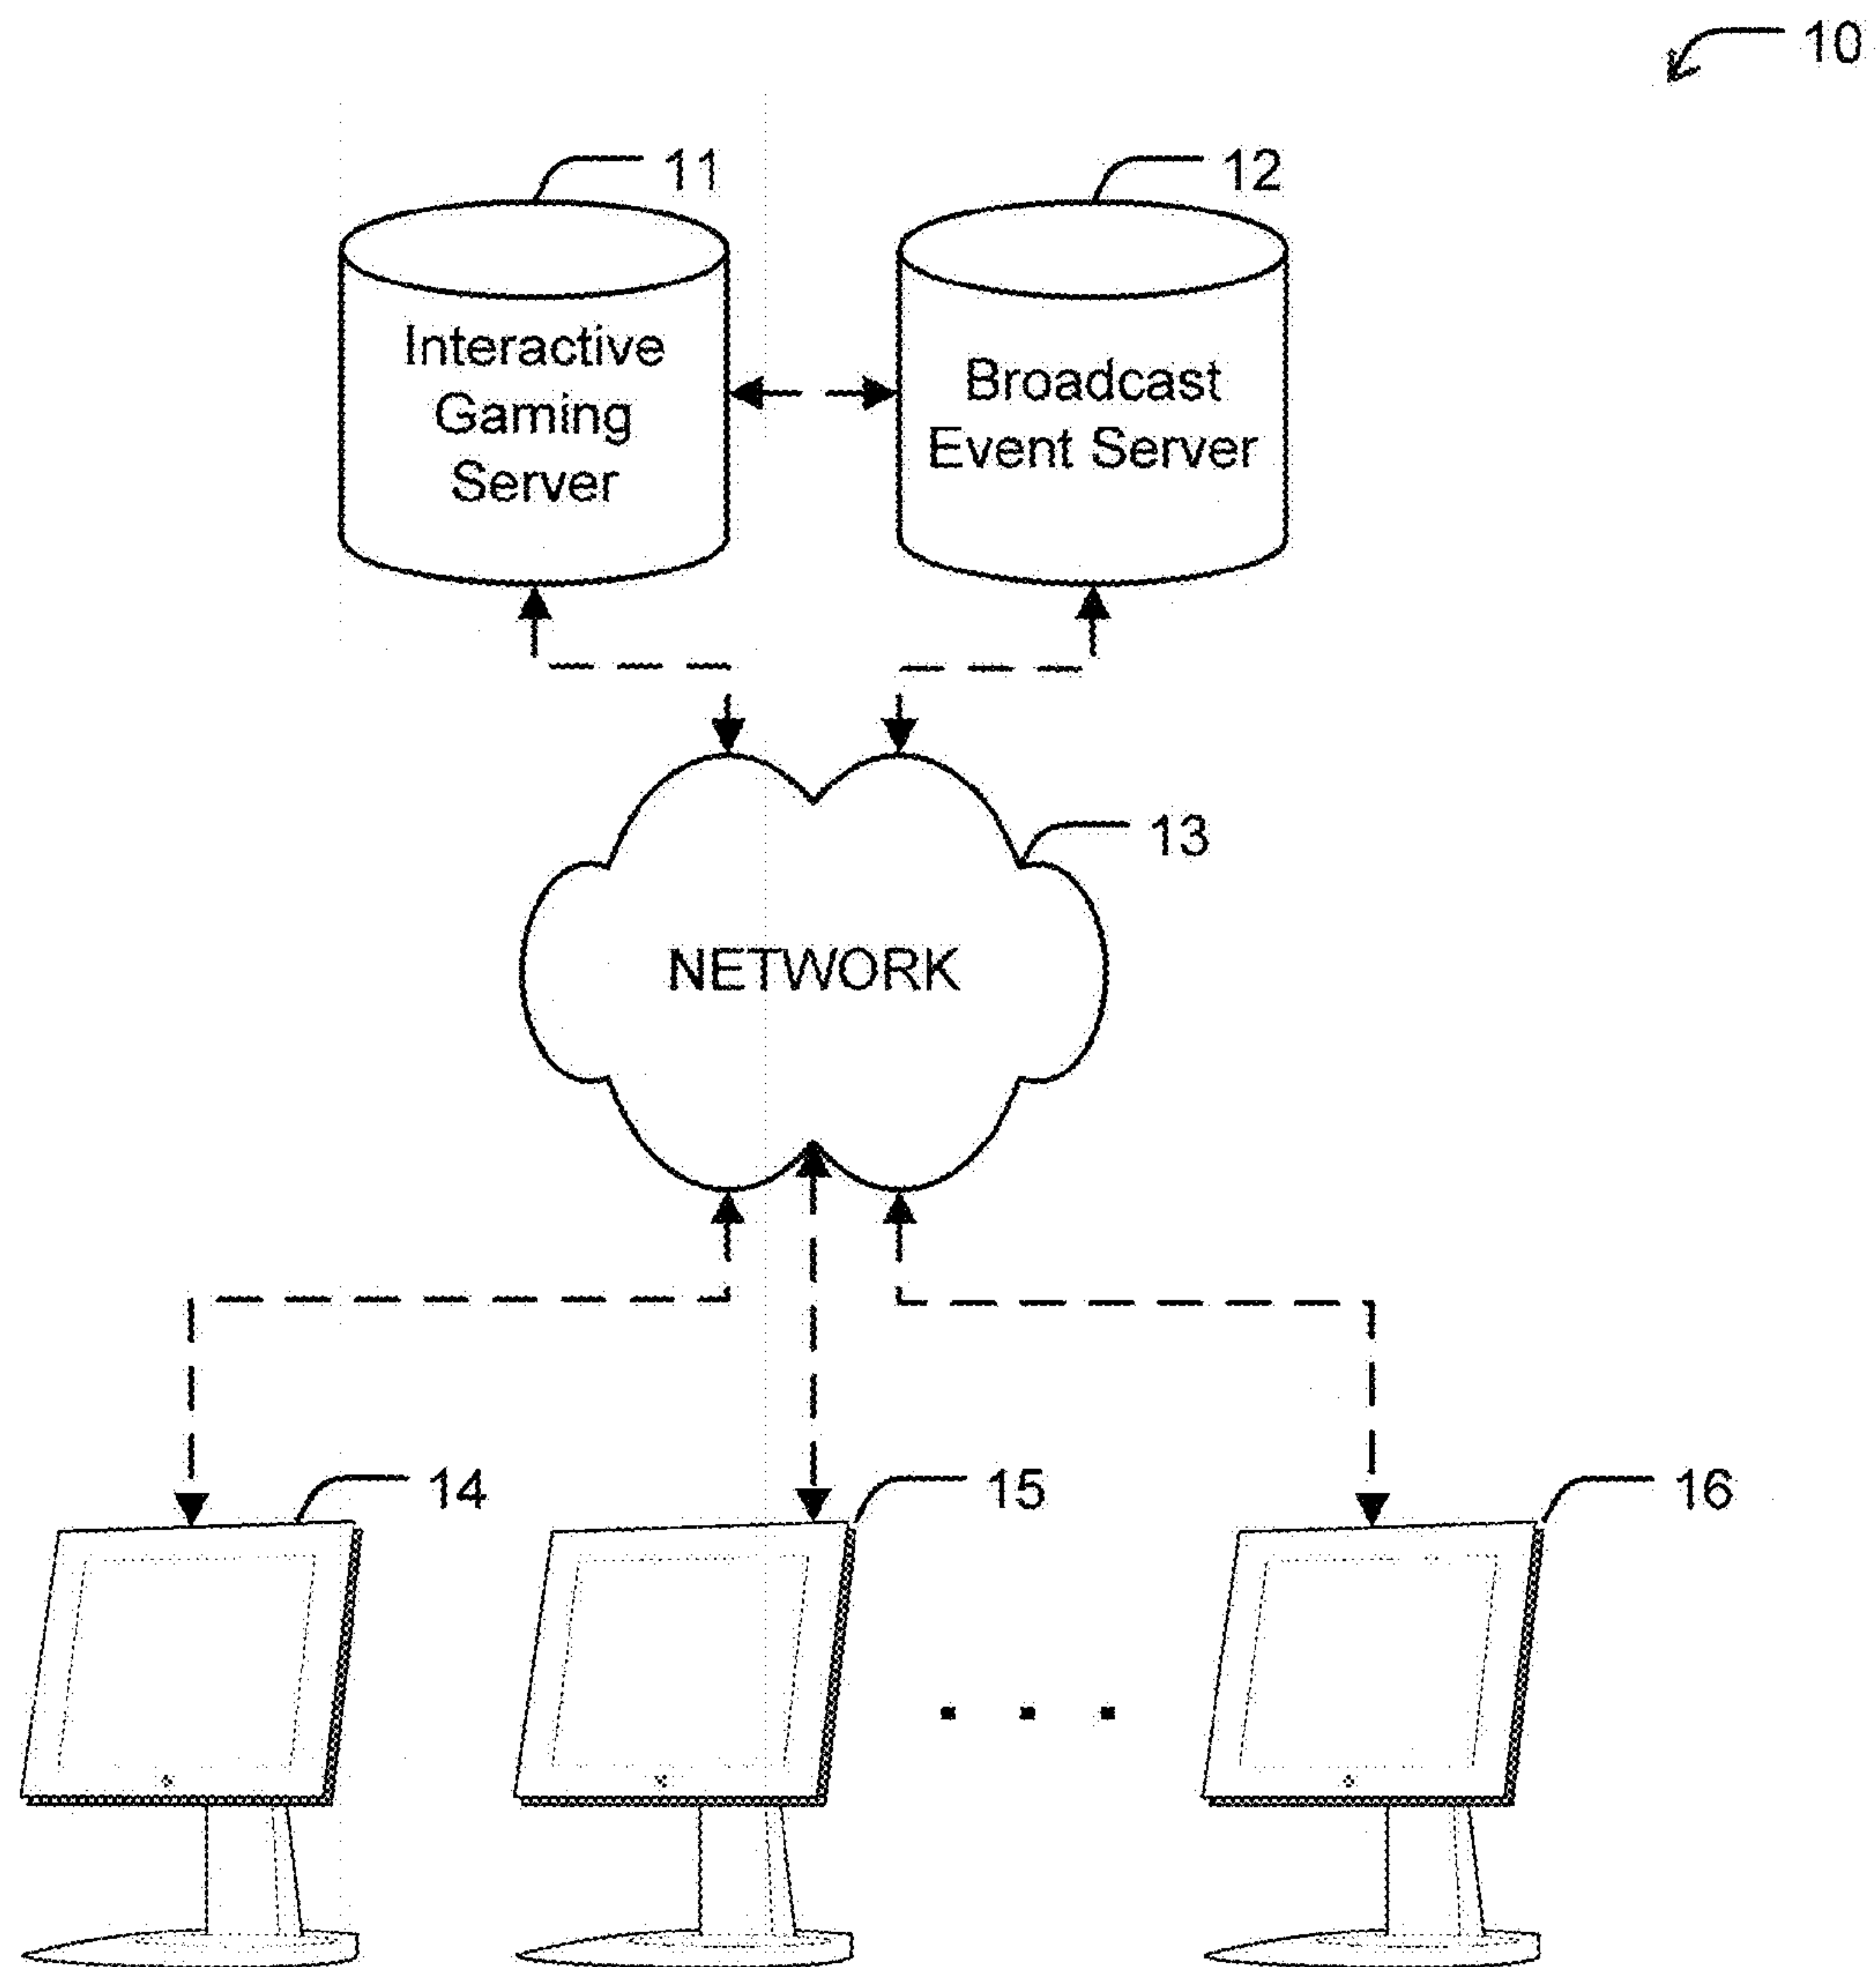 10
11
12
Interactive
Gaming
Server
Broadcast
Event Server
13
NETWORK
14
15
16